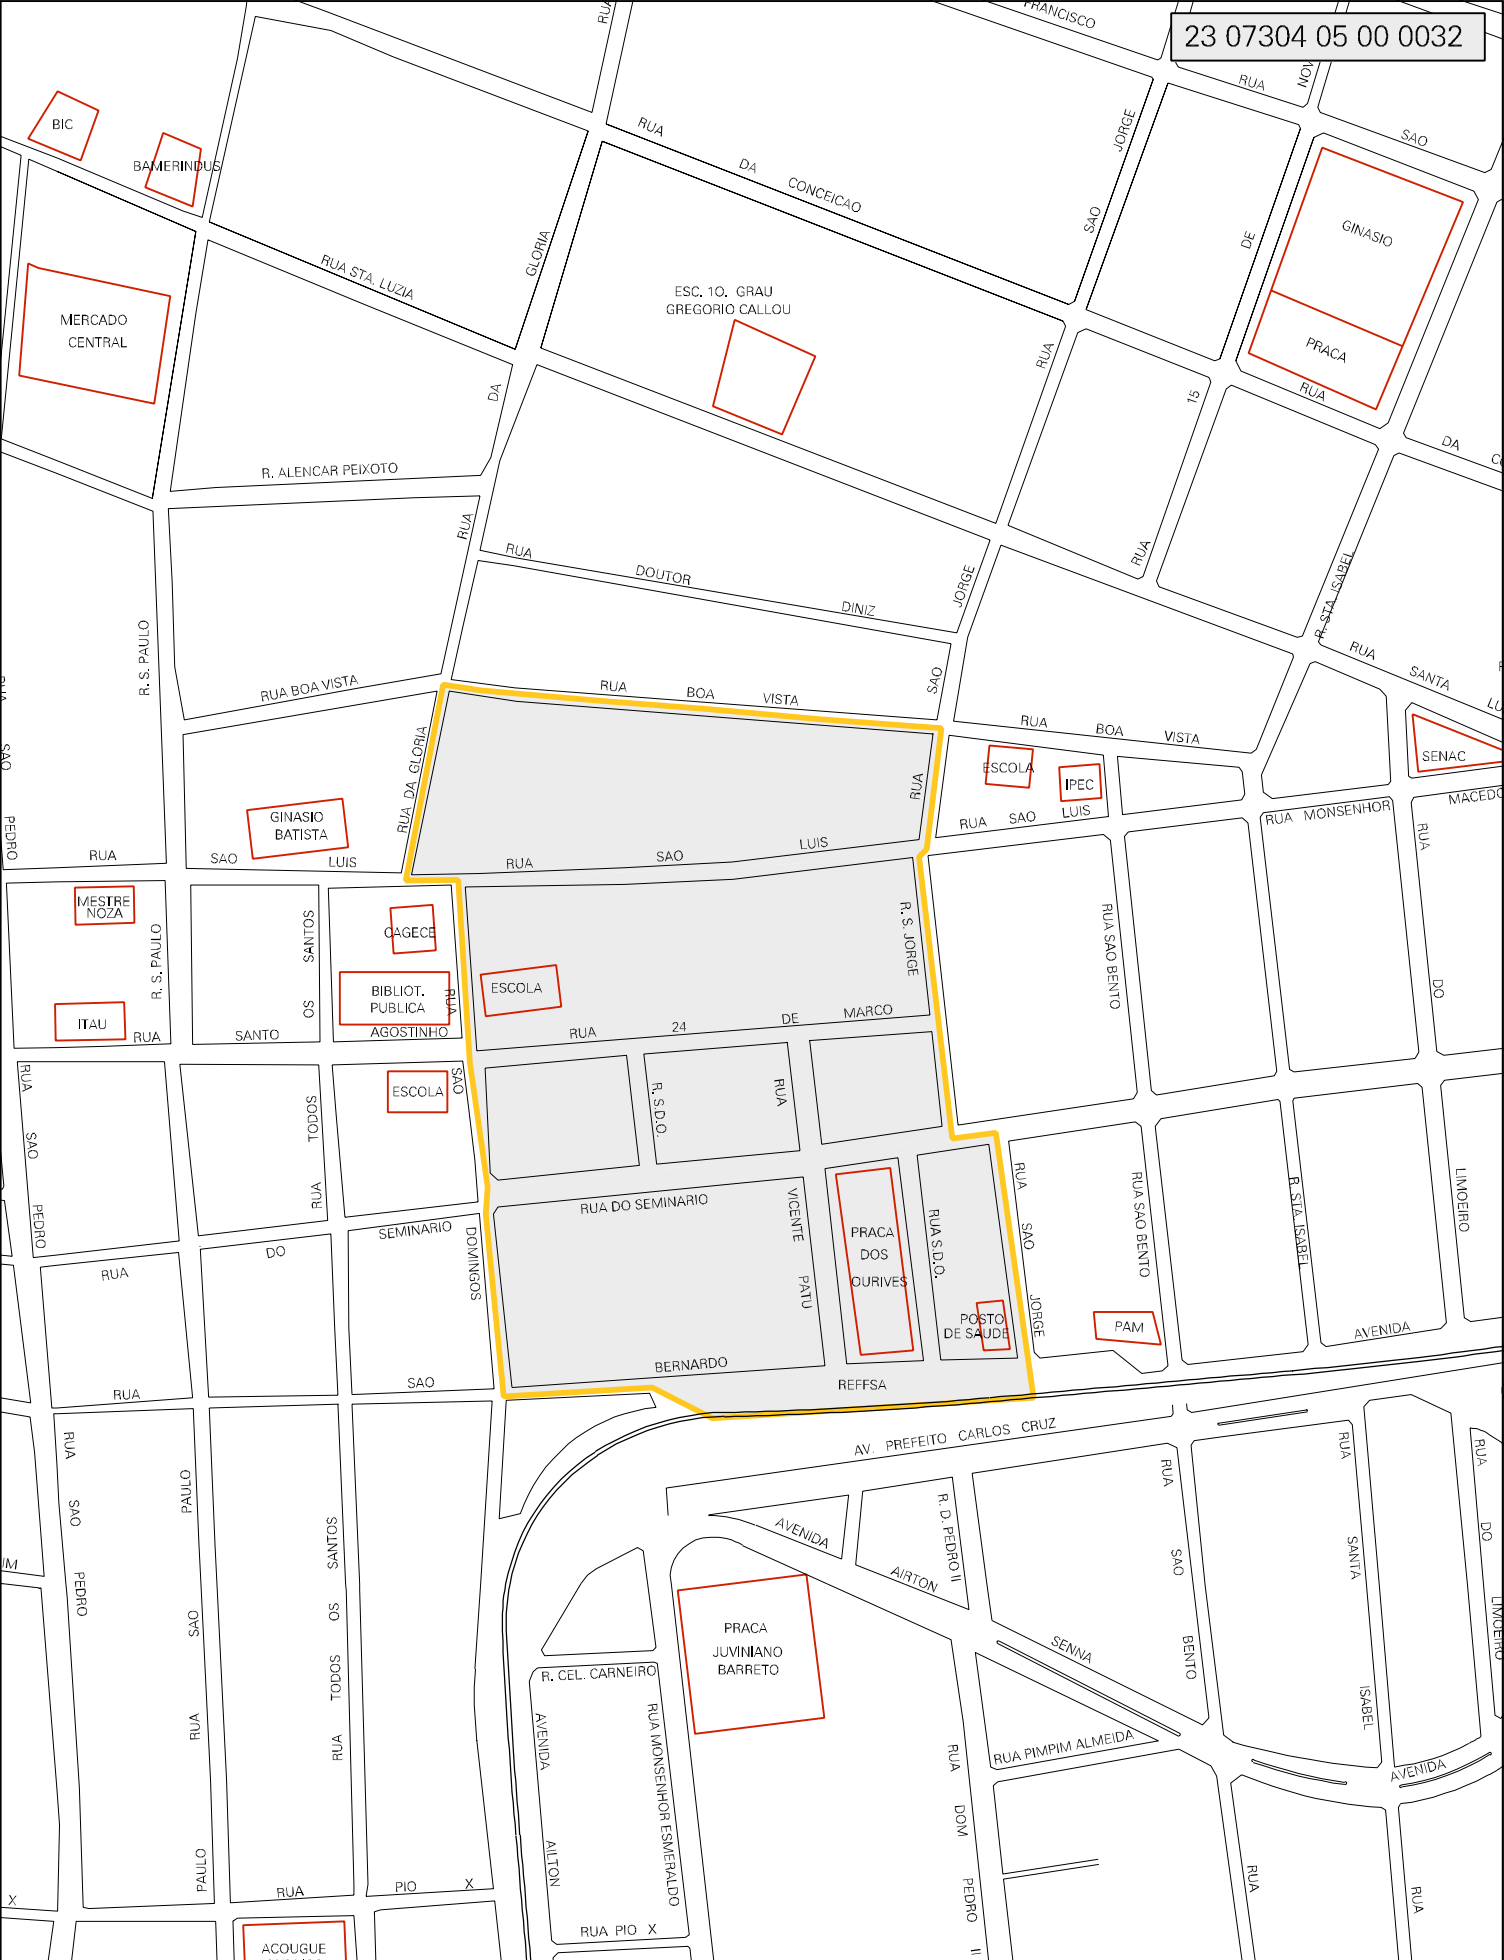 FRANCISCO
23 07304 05 00 0032
RUA
RUA
NOV
BIC
BAMERINDUS
RUA
DA
CONCEICAO
JORGE
SAO
SAO
GINASIO
DE
PRACA
RUA
GLORIA
RUA STA. LUZIA
MERCADO
CENTRAL
ESC. 1O. GRAU
GREGORIO CALLOU
RUA
DA
15
DA
R. ALENCAR PEIXOTO
RUA
RUA
DOUTOR
DINIZ
JORGE
RUA
R. STA. ISABEL
RUA
SANTA
LU
R. S. PAULO
RUA
SAO
PEDRO
RUA BOA VISTA
RUA
BOA
VISTA
SAO
RUA
BOA
VISTA
SENAC
RUA DA GLORIA
RUA
ESCOLA
IPEC
RUA
SAO
LUIS
RUA MONSENHOR
MACEDO
GINASIO
BATISTA
RUA
SAO
LUIS
RUA
SAO
LUIS
RUA
MESTRE
NOZA
CAGECE
SANTOS
OS
R. S. PAULO
R. S. JORGE
RUA SAO BENTO
DO
BIBLIOT.
PUBLICA
RUA
ESCOLA
ITAU
RUA
SANTO
AGOSTINHO
RUA
24
DE
MARCO
RUA
SAO
PEDRO
TODOS
RUA
ESCOLA
SAO
R. S.D.O.
RUA
RUA DO SEMINARIO
VICENTE
PATU
PRACA
DOS
OURIVES
RUA S.D.O.
RUA
SAO
JORGE
RUA SAO BENTO
R. STA. ISABEL
LIMOEIRO
RUA
DO
SEMINARIO
DOMINGOS
POSTO
DE SAUDE
PAM
AVENIDA
RUA
SAO
BERNARDO
REFFSA
AV. PREFEITO CARLOS CRUZ
RUA
SAO
PEDRO
PAULO
SAO
RUA
PAULO
SANTOS
OS
TODOS
RUA
AVENIDA
R. D. PEDRO II
AIRTON
SENNA
RUA
SAO
BENTO
RUA
SANTA
ISABEL
RUA
DO
LIMOEIRO
IM
PRACA
JUVINIANO
BARRETO
R. CEL. CARNEIRO
AVENIDA
AILTON
RUA MONSENHOR ESMERALDO
RUA PIMPIM ALMEIDA
AVENIDA
RUA
DOM
PEDRO
II
RUA
RUA
X
RUA
PIO
X
RUA PIO X
ACOUGUE